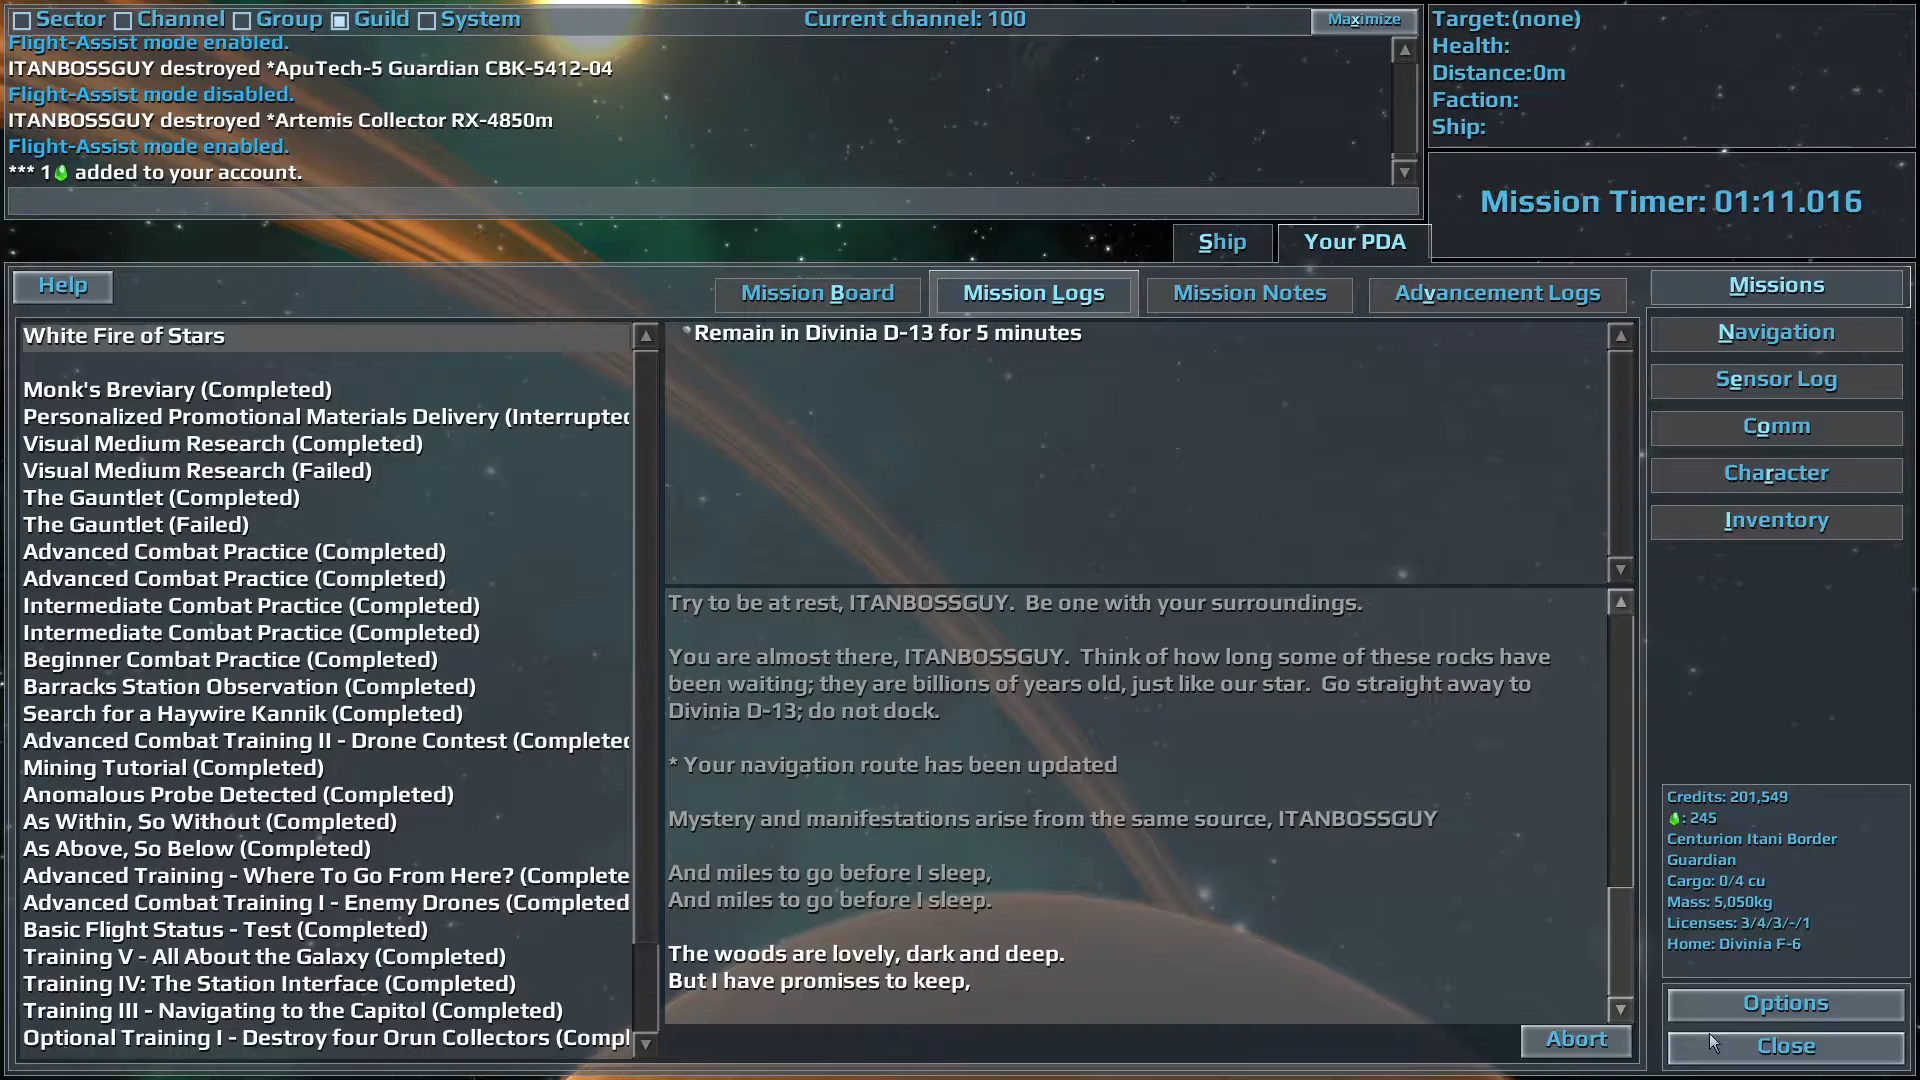 Sector Channel Group Guild System
Current channel: 100
Maximize
Flight-Assist mode enabled.
ITANBOSSGUY destroyed *ApuTech-5 Guardian CBK-5412-04
Flight-Assist mode disabled.
ITANBOSSGUY destroyed *Artemis Collector RX-4850m
Flight-Assist mode enabled.
*** 1 added to your account.
Target:(none)
Health:
Distance:0m
Faction:
Ship:
Mission Timer: 01:11.016
Ship
Your PDA
Help
Mission Board
Mission Logs
Mission Notes
Advancement Logs
Missions
Navigation
Sensor Log
Comm
Character
Inventory
White Fire of Stars
Monk's Breviary (Completed)
Personalized Promotional Materials Delivery (Interrupted
Visual Medium Research (Completed)
Visual Medium Research (Failed)
The Gauntlet (Completed)
The Gauntlet (Failed)
Advanced Combat Practice (Completed)
Advanced Combat Practice (Completed)
Intermediate Combat Practice (Completed)
Intermediate Combat Practice (Completed)
Beginner Combat Practice (Completed)
Barracks Station Observation (Completed)
Search for a Haywire Kannik (Completed)
Advanced Combat Training II - Drone Contest (Completed
Mining Tutorial (Completed)
Anomalous Probe Detected (Completed)
As Within, So Without (Completed)
As Above, So Below (Completed)
Advanced Training - Where To Go From Here? (Complete
Advanced Combat Training I - Enemy Drones (Completed
Basic Flight Status - Test (Completed)
Training V - All About the Galaxy (Completed)
Training IV: The Station Interface (Completed)
Training III - Navigating to the Capitol (Completed)
Optional Training I - Destroy four Orun Collectors (Compl
*Remain in Divinia D-13 for 5 minutes
Try to be at rest, ITANBOSSGUY. Be one with your surroundings.
You are almost there, ITANBOSSGUY. Think of how long some of these rocks have
been waiting; they are billions of years old, just like our star. Go straight away to
Divinia D-13; do not dock.
* Your navigation route has been updated
Mystery and manifestations arise from the same source, ITANBOSSGUY
And miles to go before I sleep,
And miles to go before I sleep.
The woods are lovely, dark and deep.
But I have promises to keep,
Abort
Credits: 201,549
: 245
Centurion Itani Border
Guardian
Cargo: 0/4 cu
Mass: 5,050kg
Licenses: 3/4/3/-/1
Home: Divinia F-6
Options
Close